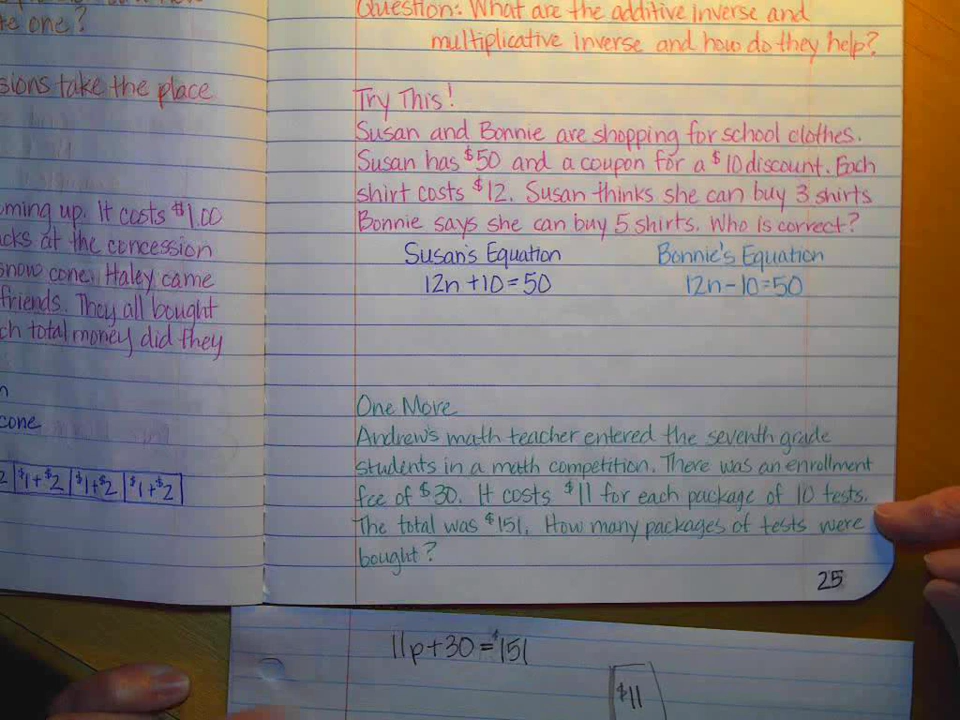 te one?
sions take the place
ming up. It costs $1.00
cks at the concession
snow cone. Haley came
friends. They all bought
ch total money did they
n
cone
2 $1+$2 $1+$2 $1+$2
Question: What are the additive inverse and
multiplicative inverse and how do they help?
Try This!
Susan and Bonnie are shopping for school clothes.
Susan has $50 and a coupon for a $10 discount. Each
shirt costs $12. Susan thinks she can buy 3 shirts
Bonnie says she can buy 5 shirts. Who is correct?
Susan's Equation Bonnie's Equation
12n+10=50 12n-10=50
One More
Andrew's math teacher entered the seventh grade
students in a math competition. There was an enrollment
fee of $30. It costs $11 for each package of 10 tests.
The total was $151. How many packages of tests were
bought?
25
11p+30=$151
$11